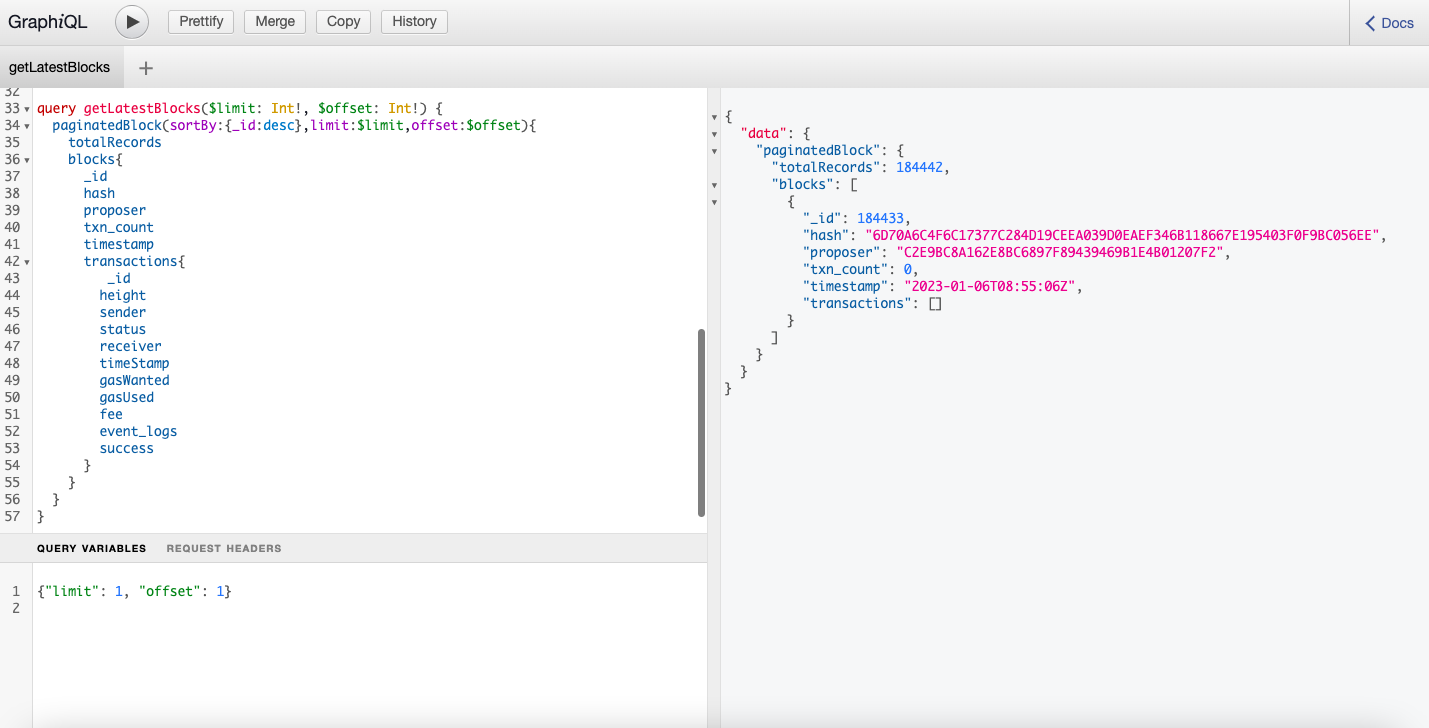 GraphiQL Prettify Merge Copy History Docs
getLatestBlocks +
32
33 query getLatestBlocks($limit: Int!, $offset: Int!) {
34 paginatedBlock(sortBy:{_id:desc},limit:$limit,offset:$offset){
35 totalRecords
36 blocks{
37 _id
38 hash
39 proposer
40 txn_count
41 timestamp
42 transactions{
43 _id
44 height
45 sender
46 status
47 receiver
48 timeStamp
49 gasWanted
50 gasUsed
51 fee
52 event_logs
53 success
54 }
55 }
56 }
57 }
QUERY VARIABLES REQUEST HEADERS
1 {"limit": 1, "offset": 1}
2
{
"data": {
"paginatedBlock": {
"totalRecords": 184442,
"blocks": [
{
"_id": 184433,
"hash": "6D70A6C4F6C17377C284D19CEEA039D0EAEF346B118667E195403F0F9BC056EE",
"proposer": "C2E9BC8A162E8BC6897F89439469B1E4B01207F2",
"txn_count": 0,
"timestamp": "2023-01-06T08:55:06Z",
"transactions": []
}
]
}
}
}